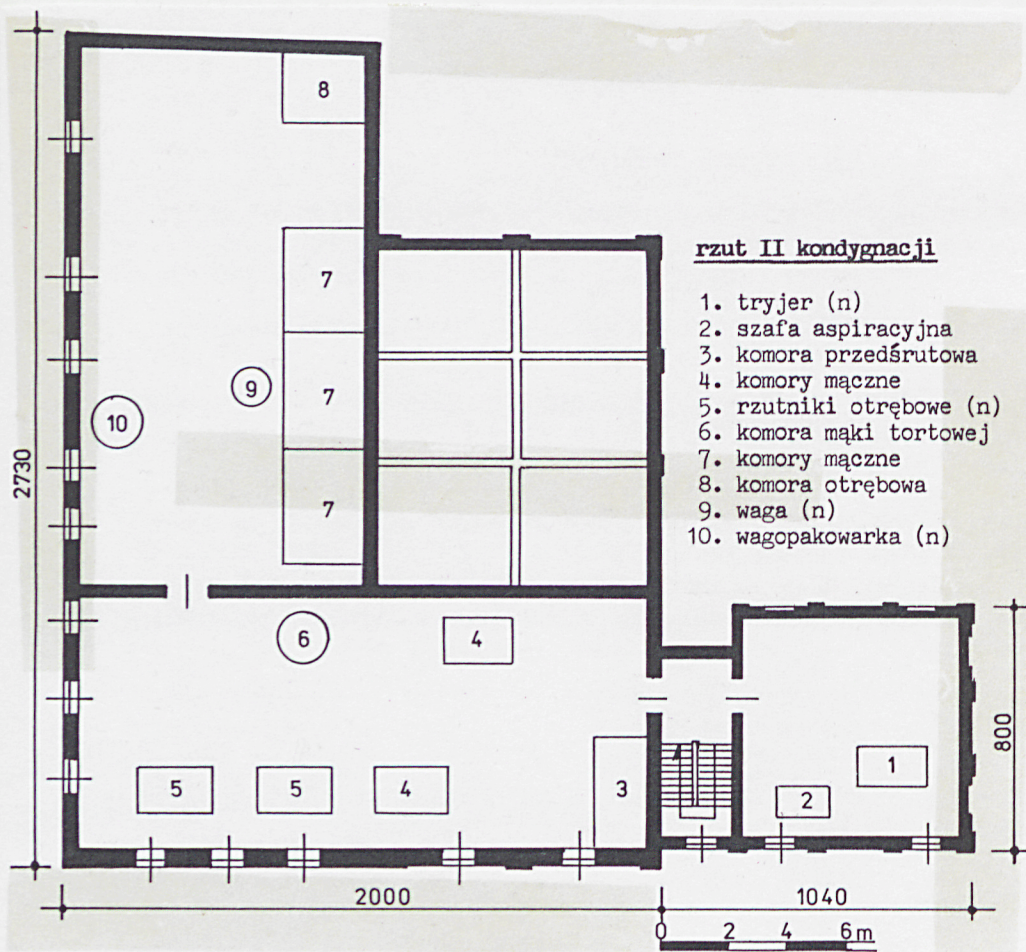 8
7
7
7
9
10
2730
6
4
5
5
4
3
2
1
800
2000
1040
0 2 4 6 m
rzut II kondygnacji
1. tryjer (n)
2. szafa aspiracyjna
3. komora przedśrutowa
4. komory mączne
5. rzutniki otrębowe (n)
6. komora mąki tortowej
7. komory mączne
8. komora otrębowa
9. waga (n)
10. wagopakowarka (n)